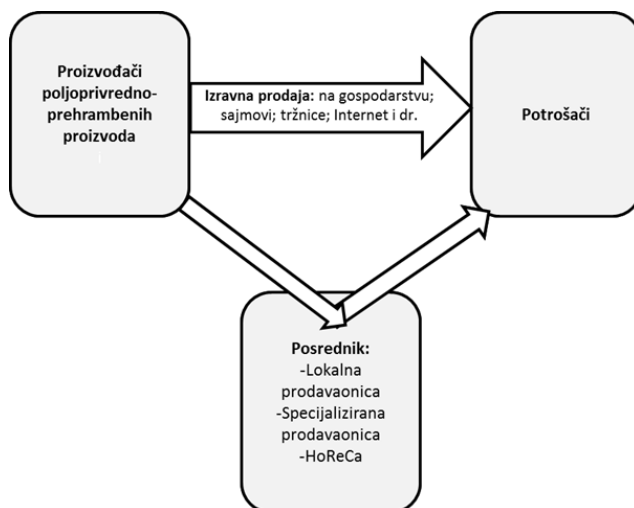 Proizvođači
poljoprivredno-
prehrambenih
proizvoda
Izravna prodaja: na gospodarstvu;
sajmovi; tržnice; Internet i dr.
Potrošači
Posrednik:
-Lokalna
prodavaonica
-Specijalizirana
prodavaonica
-HoReCa